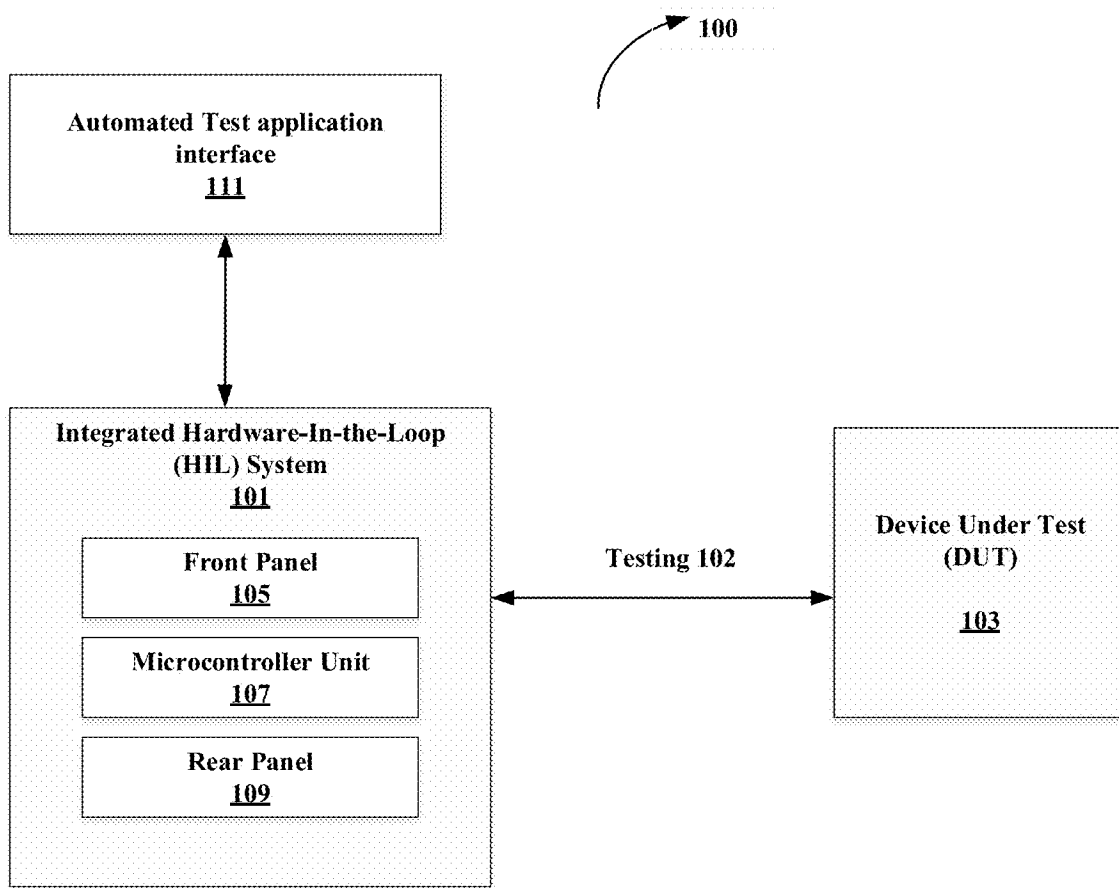 100
Automated Test application
interface
111
Integrated Hardware-In-the-Loop
(HIL) System
101
Front Panel
105
Microcontroller Unit
107
Rear Panel
109
Testing 102
Device Under Test
(DUT)
103